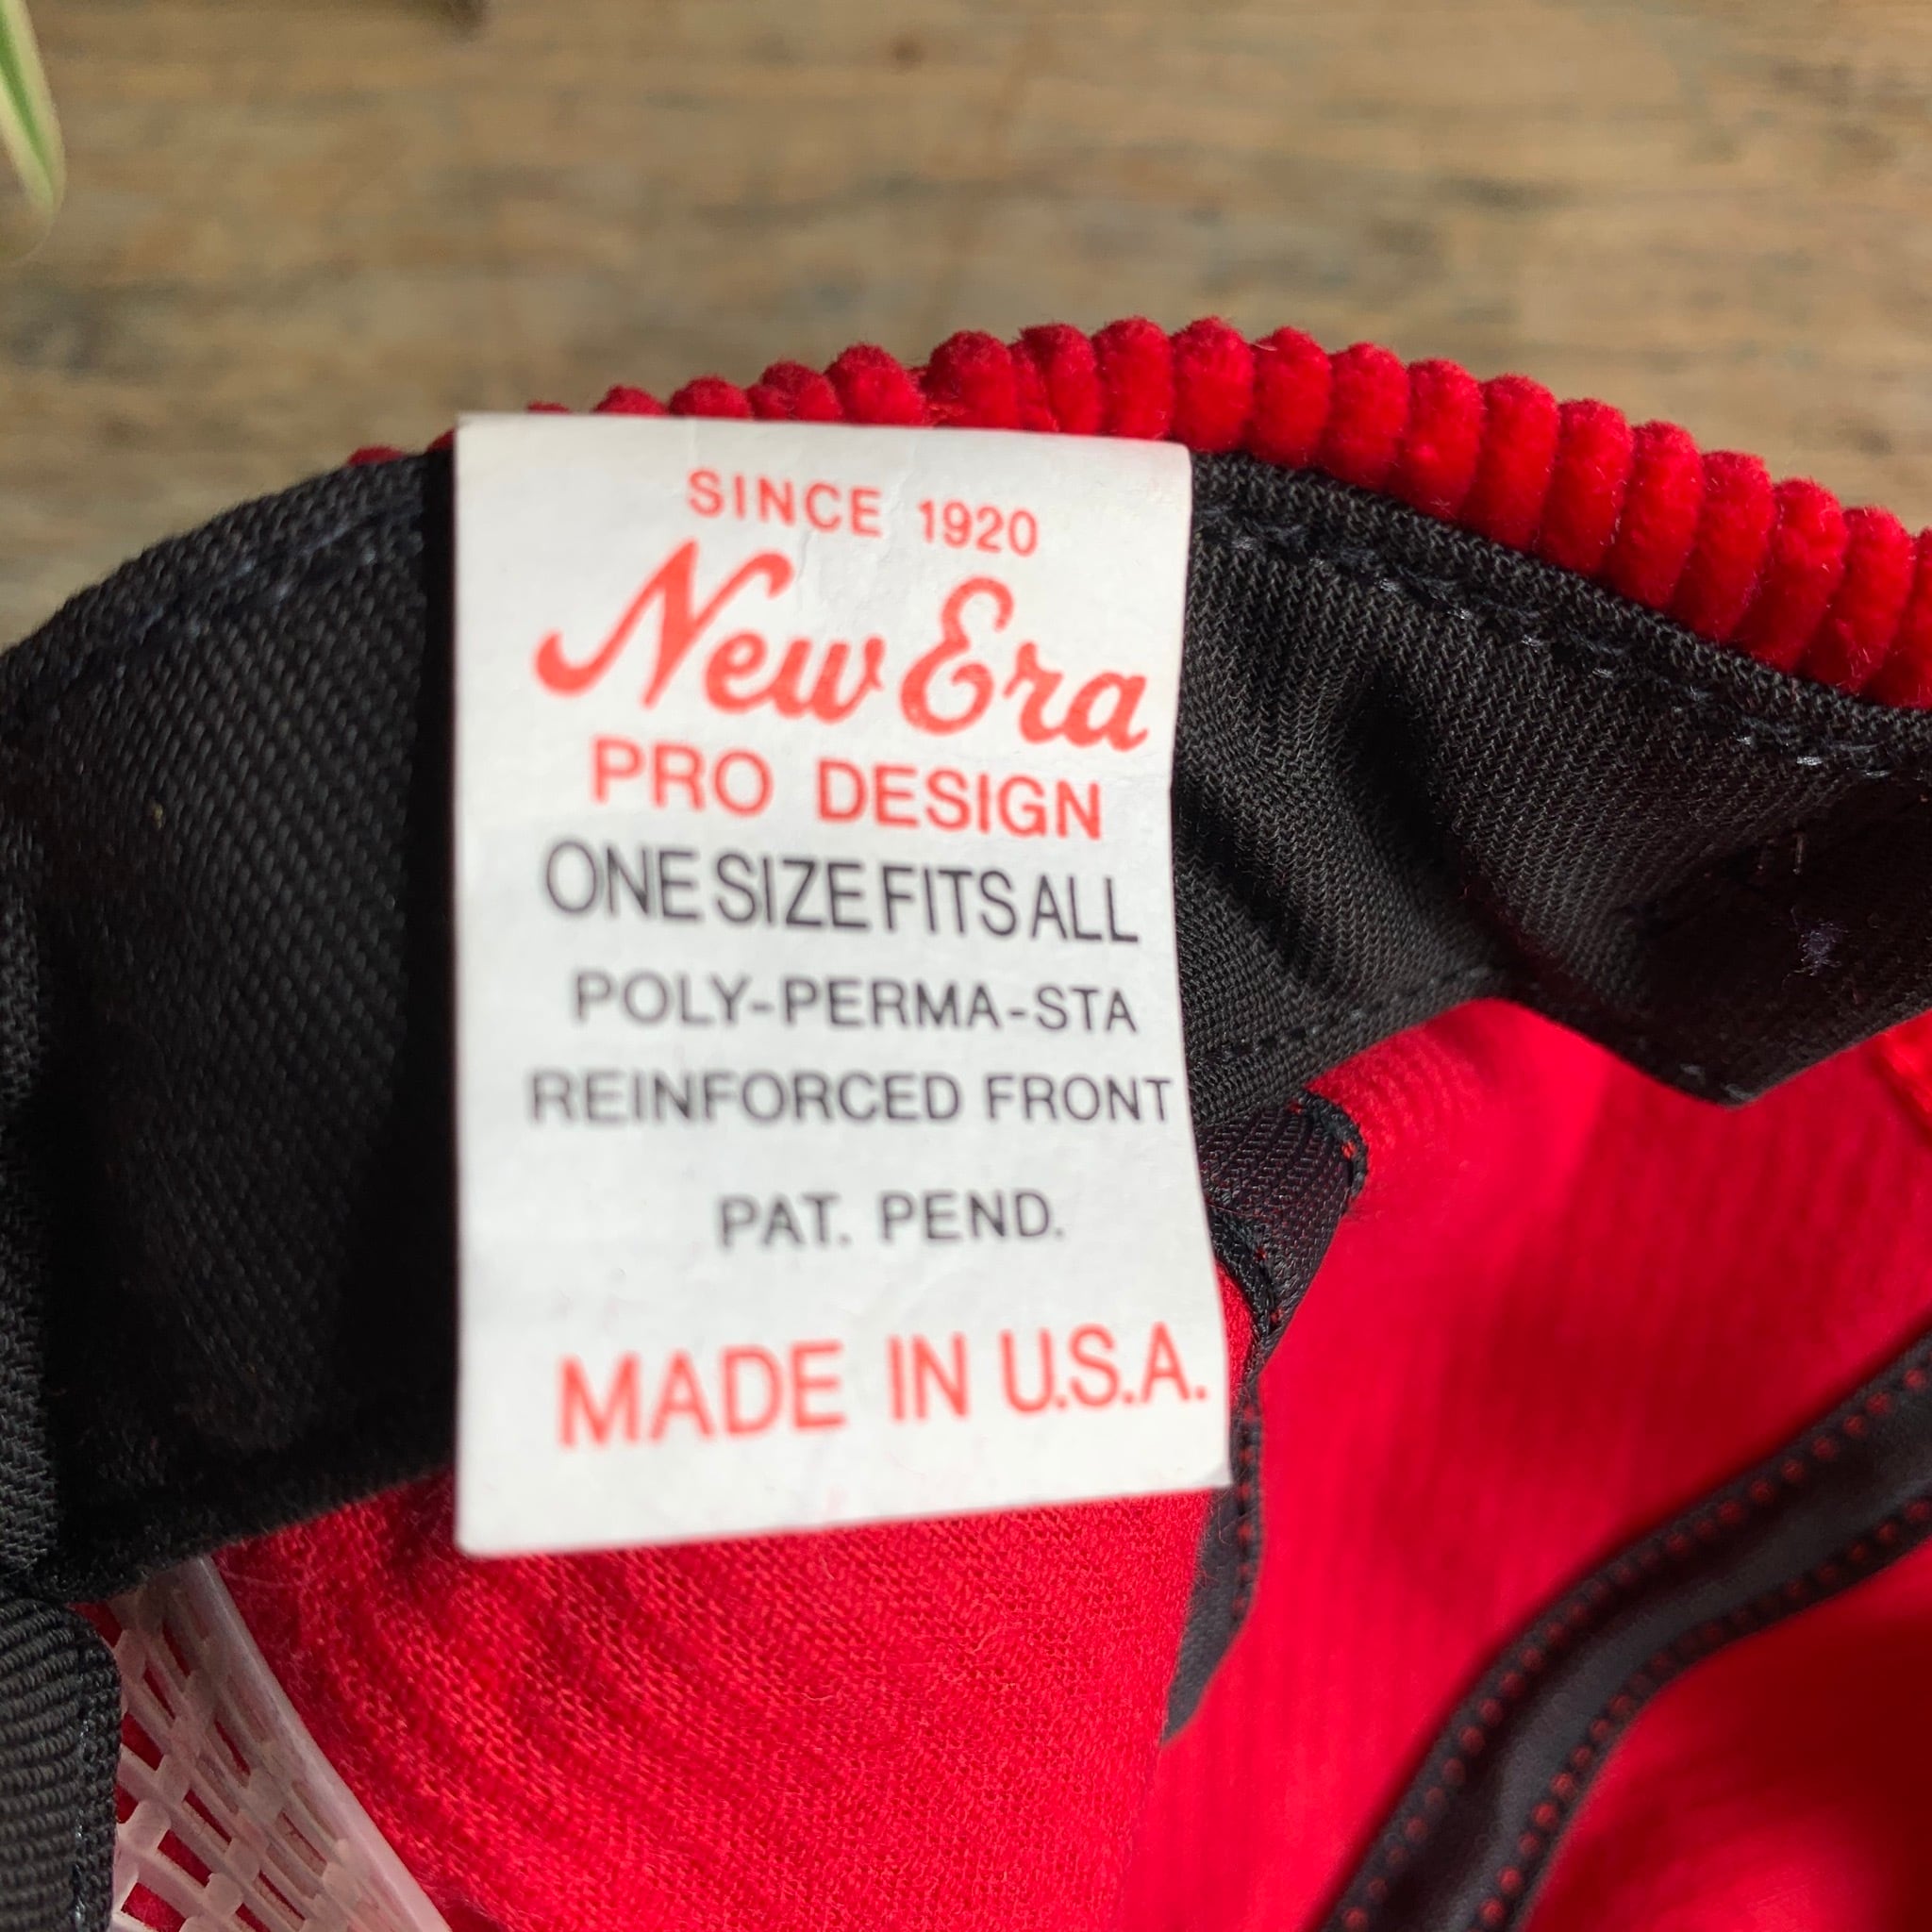 SINCE 1920
New Era
PRO DESIGN
ONE SIZE FITS ALL
POLY-PERMA-STA
REINFORCED FRONT
PAT. PEND.
MADE IN U.S.A.